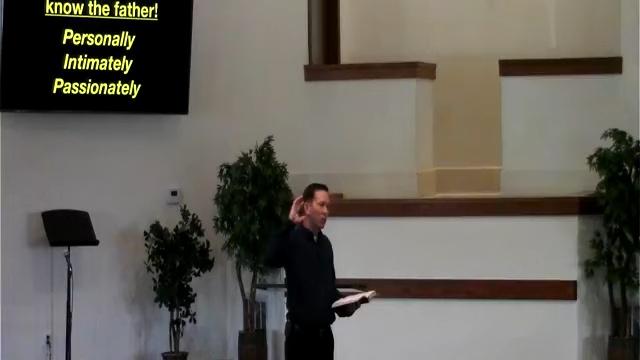 know the father!
Personally
Intimately
Passionately